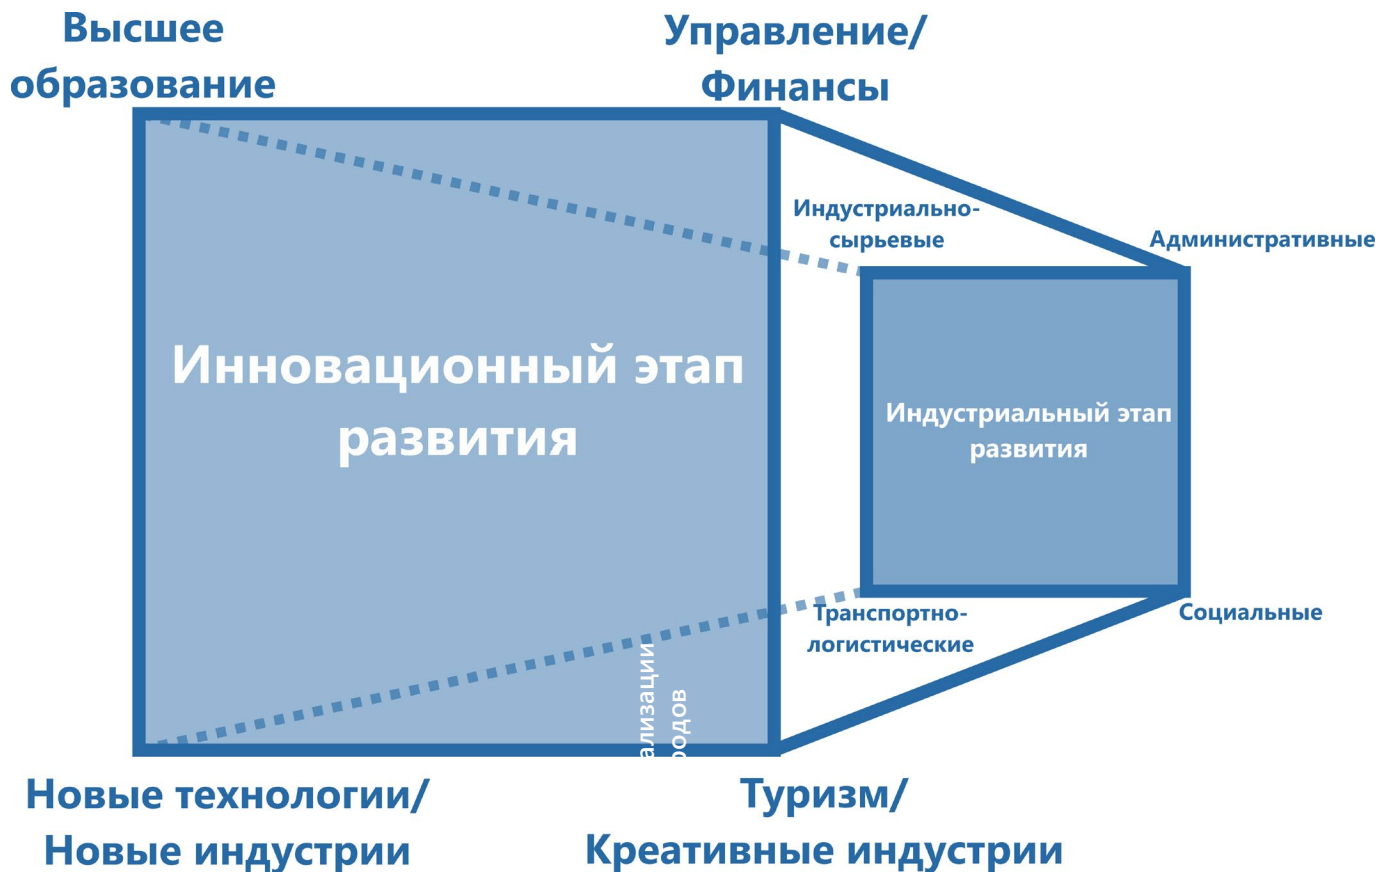 Высшее
образование
Управление/
Финансы
Индустриально-
сырьевые
Административные
Инновационный этап
развития
Индустриальный этап
развития
Транспортно-
логистические
Социальные
Новые технологии/
Новые индустрии
Туризм/
Креативные индустрии